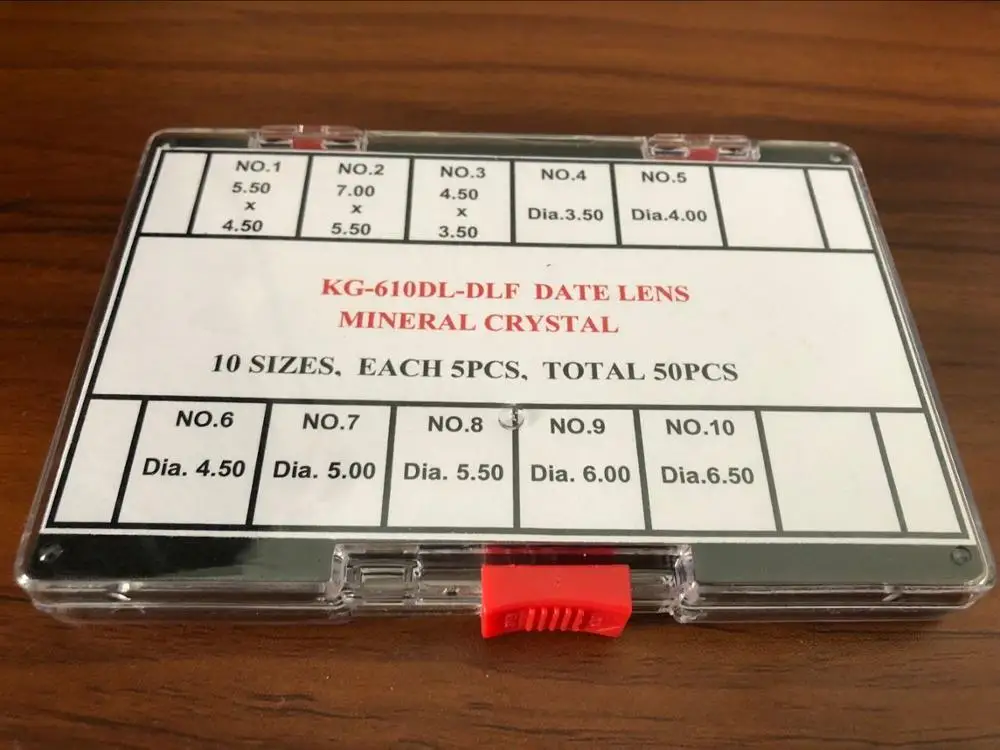 NO.1
5.50
x
4.50
NO.2
7.00
x
5.50
NO.3
4.50
x
3.50
NO.4
Dia.3.50
NO.5
Dia.4.00
KG-610DL-DLF DATE LENS
MINERAL CRYSTAL
10 SIZES, EACH 5PCS, TOTAL 50PCS
NO.6
Dia. 4.50
NO.7
Dia. 5.00
NO.8
Dia. 5.50
NO.9
Dia. 6.00
NO.10
Dia.6.50